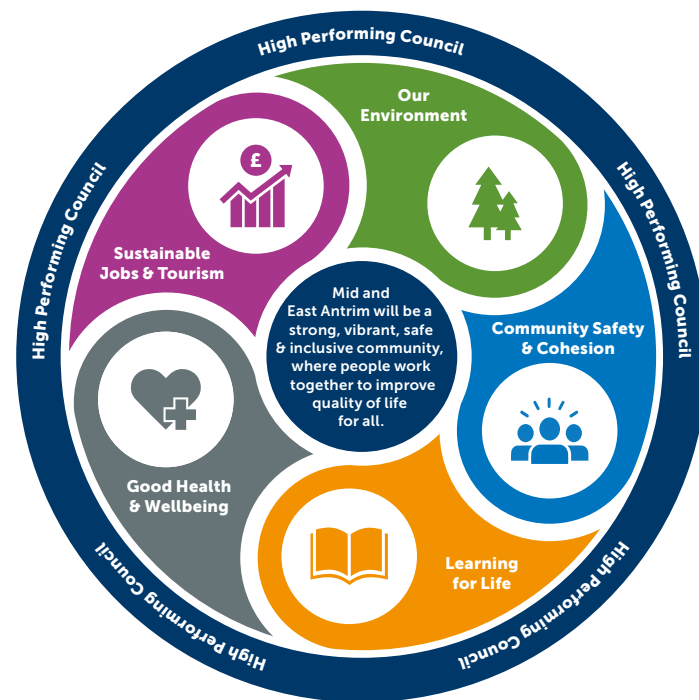 High Performing Council
Our
Environment
£
Sustainable
Jobs & Tourism
High Performing Council
High Performing Council
Mid and
East Antrim will be a
strong, vibrant, safe
& inclusive community,
where people work
together to improve
quality of life
for all.
Community Safety
& Cohesion
Good Health
& Wellbeing
Learning
for Life
High Performing Council
High Performing Council